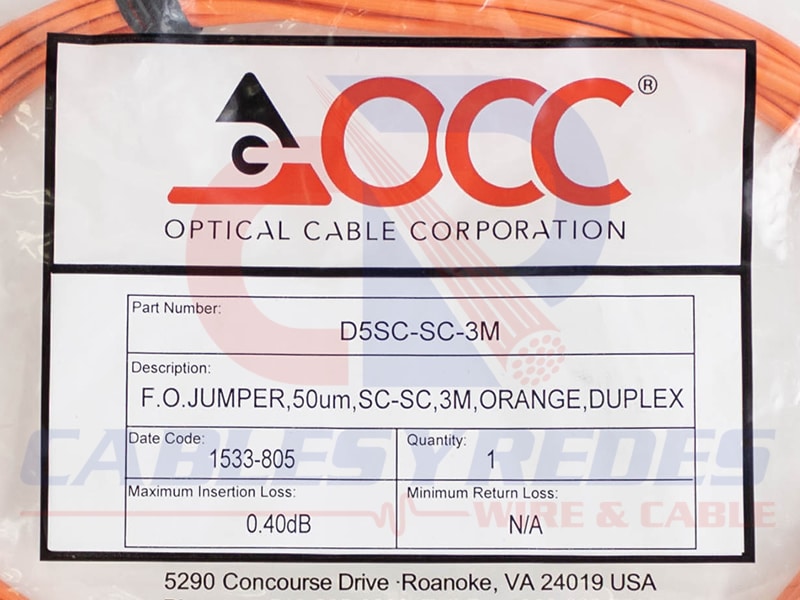 OCC®
OPTICAL CABLE CORPORATION
Part Number:
D5SC-SC-3M
Description:
F.O.JUMPER,50um,SC-SC,3M,ORANGE,DUPLEX
Date Code:
1533-805
Quantity:
1
CABLESYREDES
Maximum Insertion Loss:
0.40dB
Minimum Return Loss:
N/A
WIRE & CABLE
5290 Concourse Drive ·Roanoke, VA 24019 USA